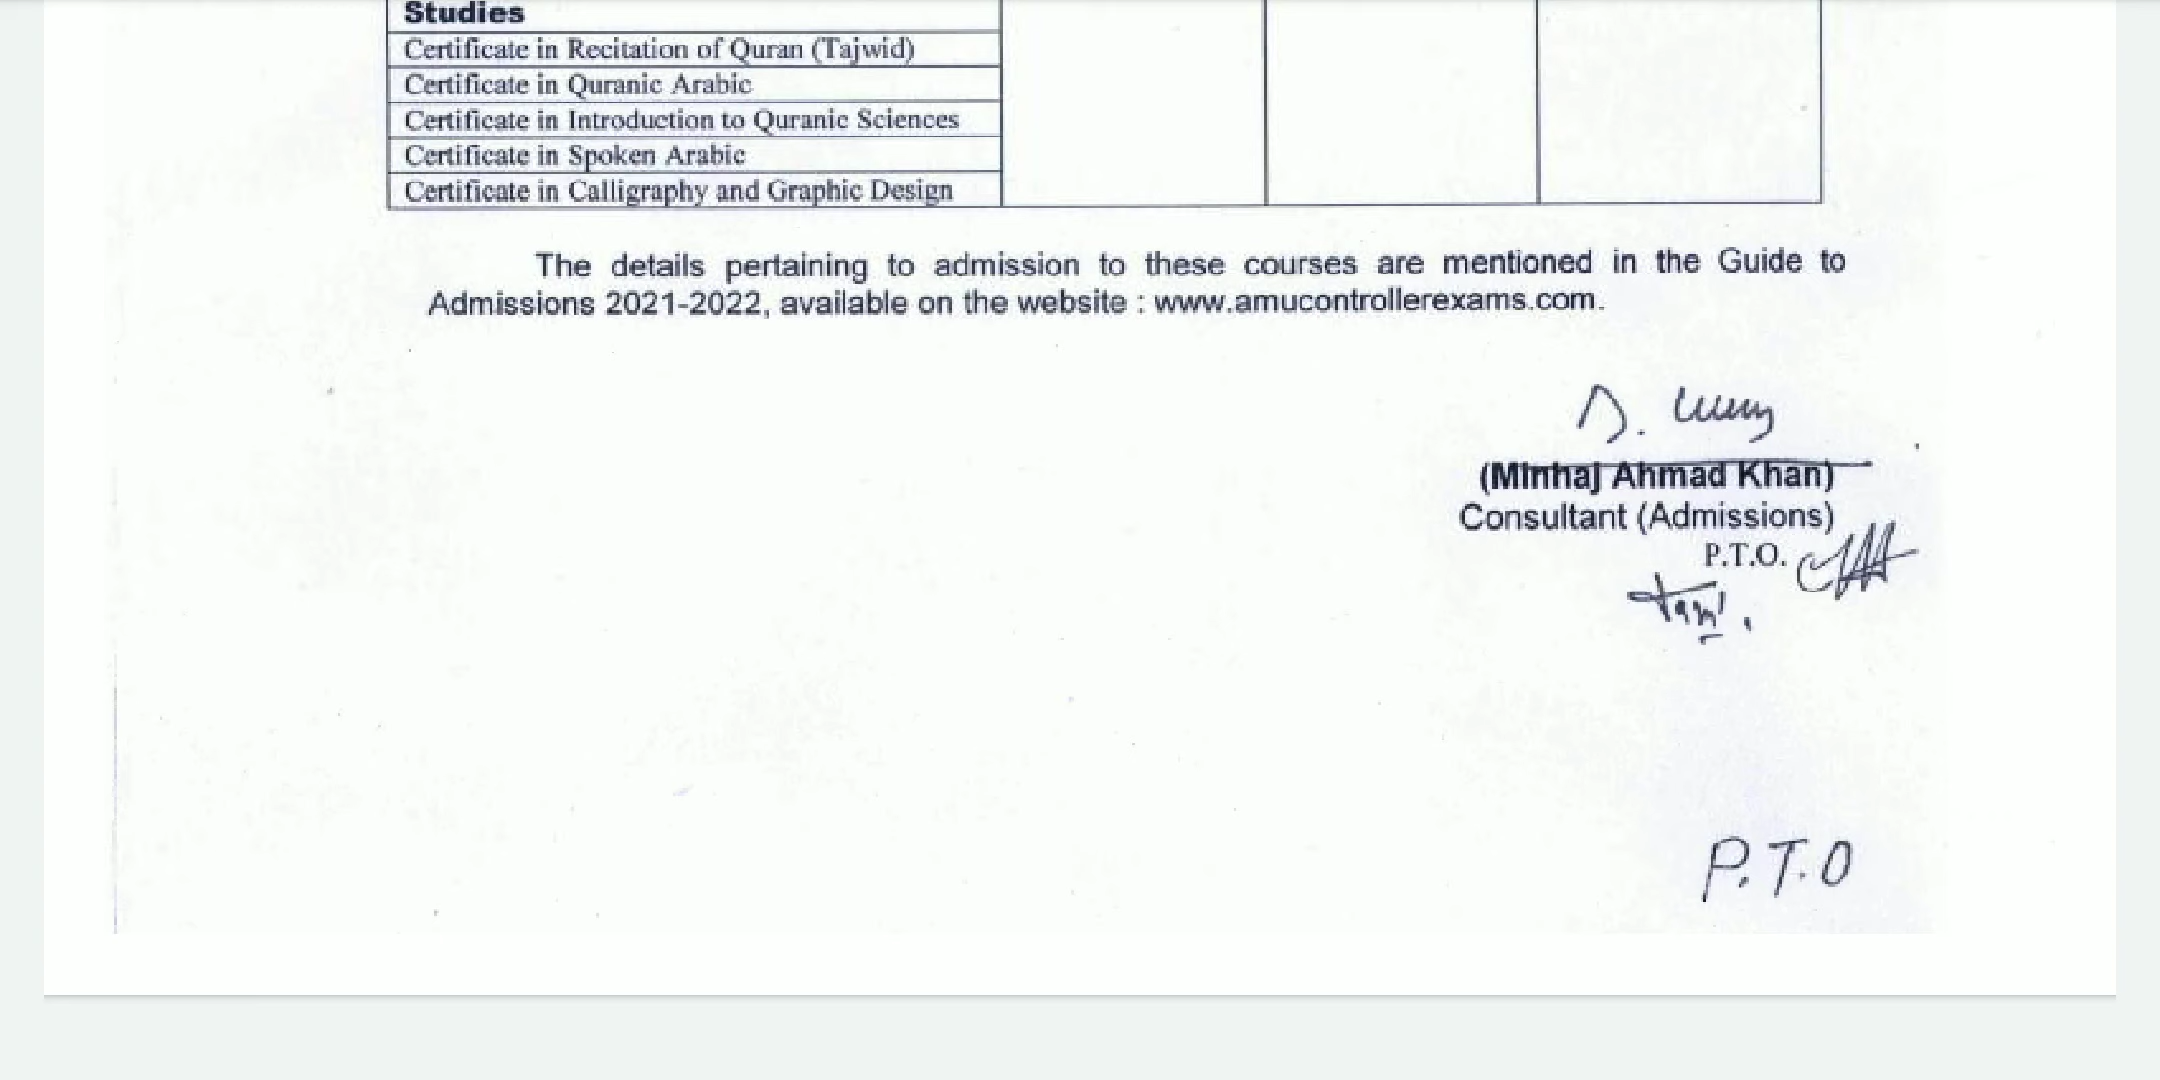 Studies
Certificate in Recitation of Quran (Tajwid)
Certificate in Quranic Arabic
Certificate in Introduction to Quranic Sciences
Certificate in Spoken Arabic
Certificate in Calligraphy and Graphic Design
The details pertaining to admission to these courses are mentioned in the Guide to
Admissions 2021-2022, available on the website : www.amucontrollerexams.com.
(Minhaj Ahmad Khan)
Consultant (Admissions)
P.T.O.
P.T.O